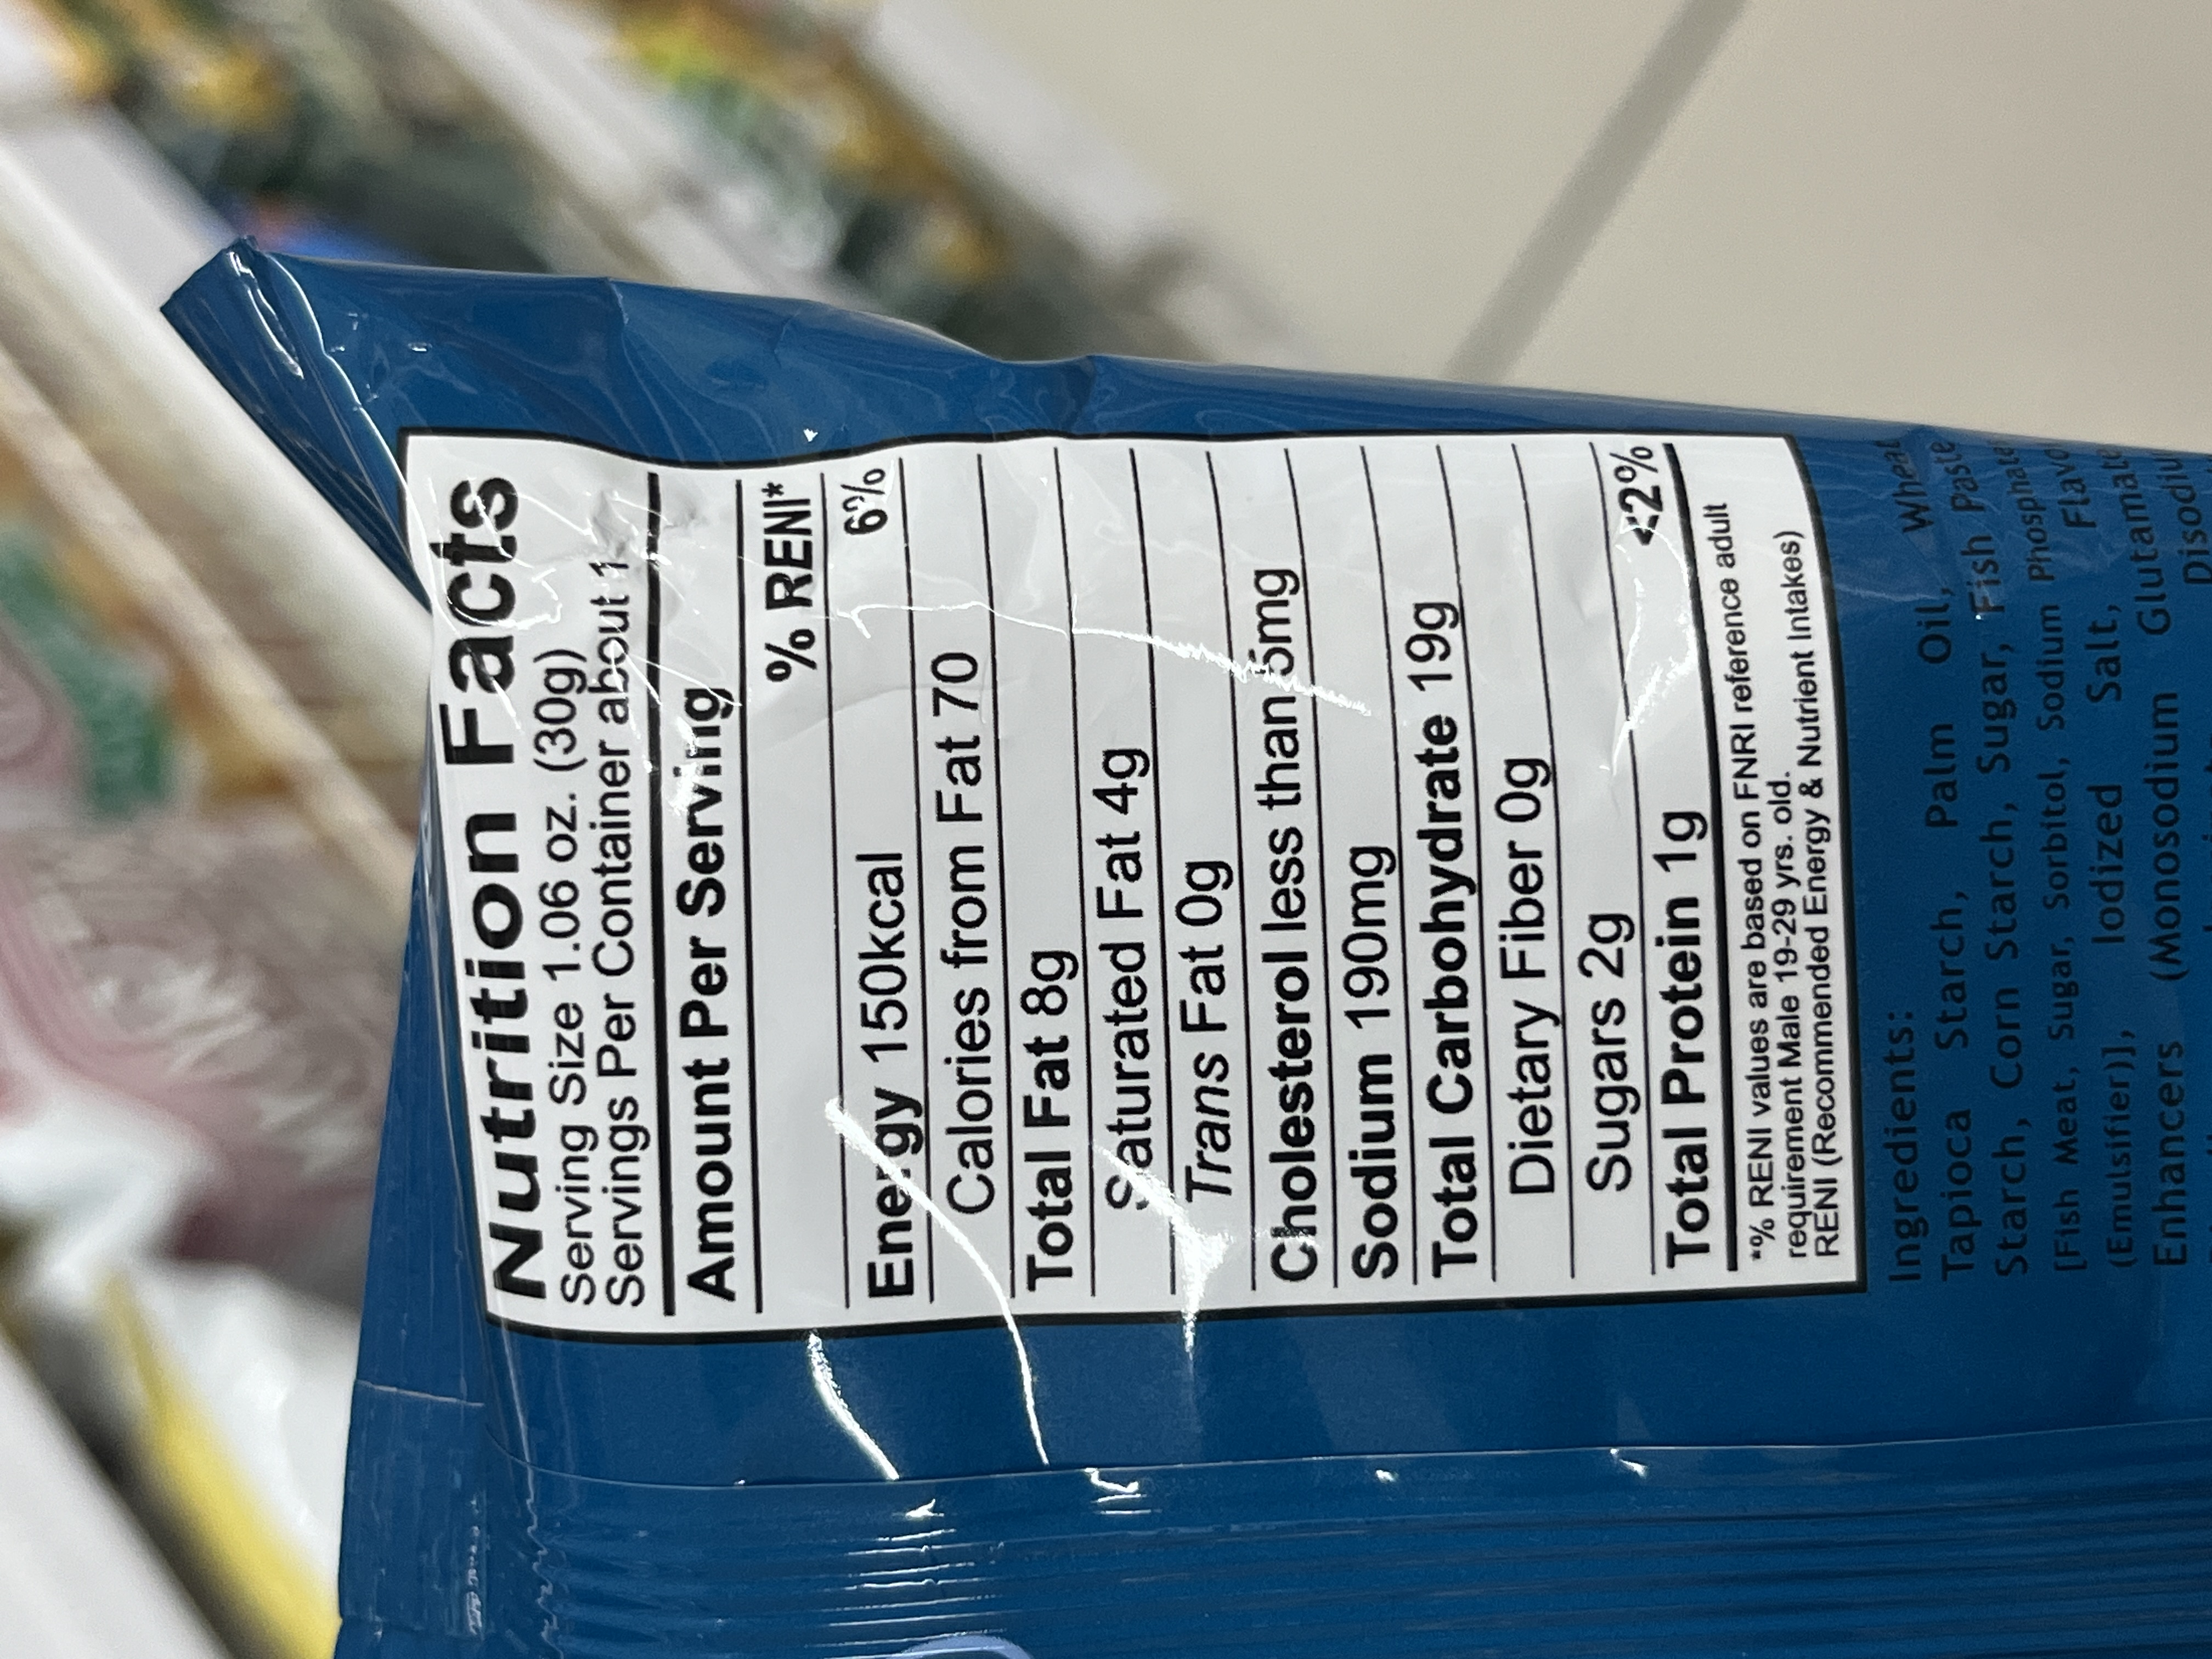 Nutrition Facts
Serving Size 1.06 oz. (30g)
Servings Per Container about 1
Amount Per Serving
% RENI*
Energy 150kcal 6%
Calories from Fat 70
Total Fat 8g
Saturated Fat 4g
Trans Fat 0g
Cholesterol less than 5mg
Sodium 190mg
Total Carbohydrate 19g
Dietary Fiber 0g
Sugars 2g
Total Protein 1g <2%
*% RENI values are based on FNRI reference adult
requirement Male 19-29 yrs. old.
RENI (Recommended Energy & Nutrient Intakes)
Ingredients:
Tapioca Starch, Palm Oil, Wheat
Starch, Corn Starch, Sugar, Fish Paste
[Fish Meat, Sugar, Sorbitol, Sodium Phosphate
(Emulsifier)], Iodized Salt,
Enhancers (Monosodium Glutamate